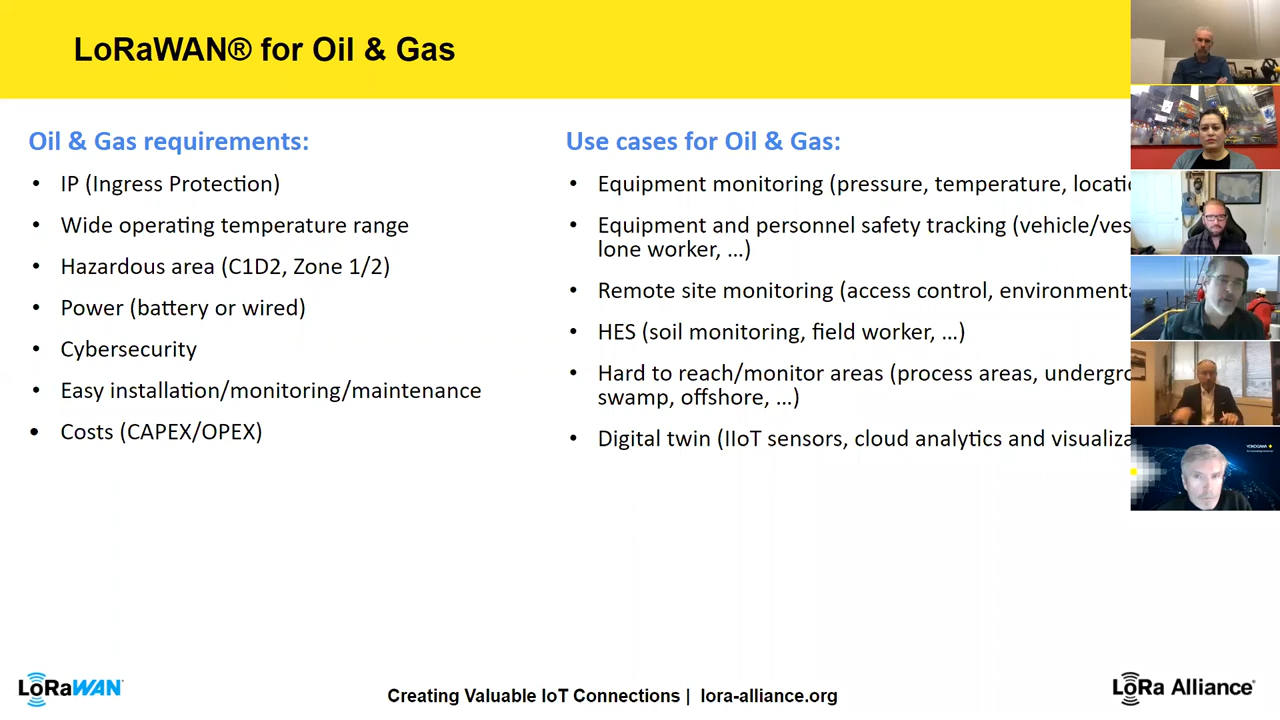 LoRaWAN® for Oil & Gas
Oil & Gas requirements:
• IP (Ingress Protection)
• Wide operating temperature range
• Hazardous area (C1D2, Zone 1/2)
• Power (battery or wired)
• Cybersecurity
• Easy installation/monitoring/maintenance
• Costs (CAPEX/OPEX)
Use cases for Oil & Gas:
• Equipment monitoring (pressure, temperature,
• Equipment and personnel safety tracking
lone worker, …)
• Remote site monitoring (access control,
• HES (soil monitoring, field worker, …)
• Hard to reach/monitor areas (process areas,
swamp, offshore, …)
• Digital twin (IIoT sensors, cloud analytics and
YOKOGAWA
LoRaWAN®
Creating Valuable IoT Connections | lora-alliance.org
LoRa Alliance®